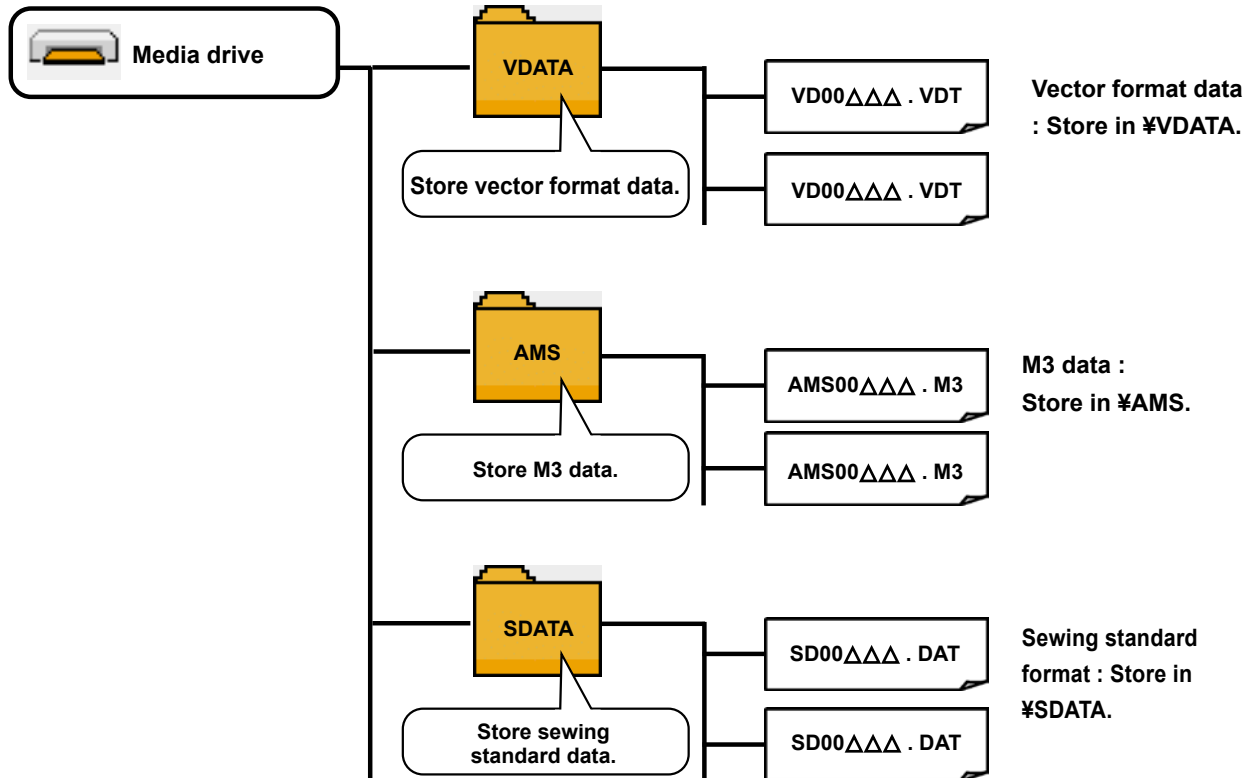 Media drive
VDATA
Store vector format data.
VD00△△△ . VDT
VD00△△△ . VDT
Vector format data
: Store in ¥VDATA.
AMS
Store M3 data.
AMS00△△△ . M3
AMS00△△△ . M3
M3 data :
Store in ¥AMS.
SDATA
Store sewing
standard data.
SD00△△△ . DAT
SD00△△△ . DAT
Sewing standard
format : Store in
¥SDATA.